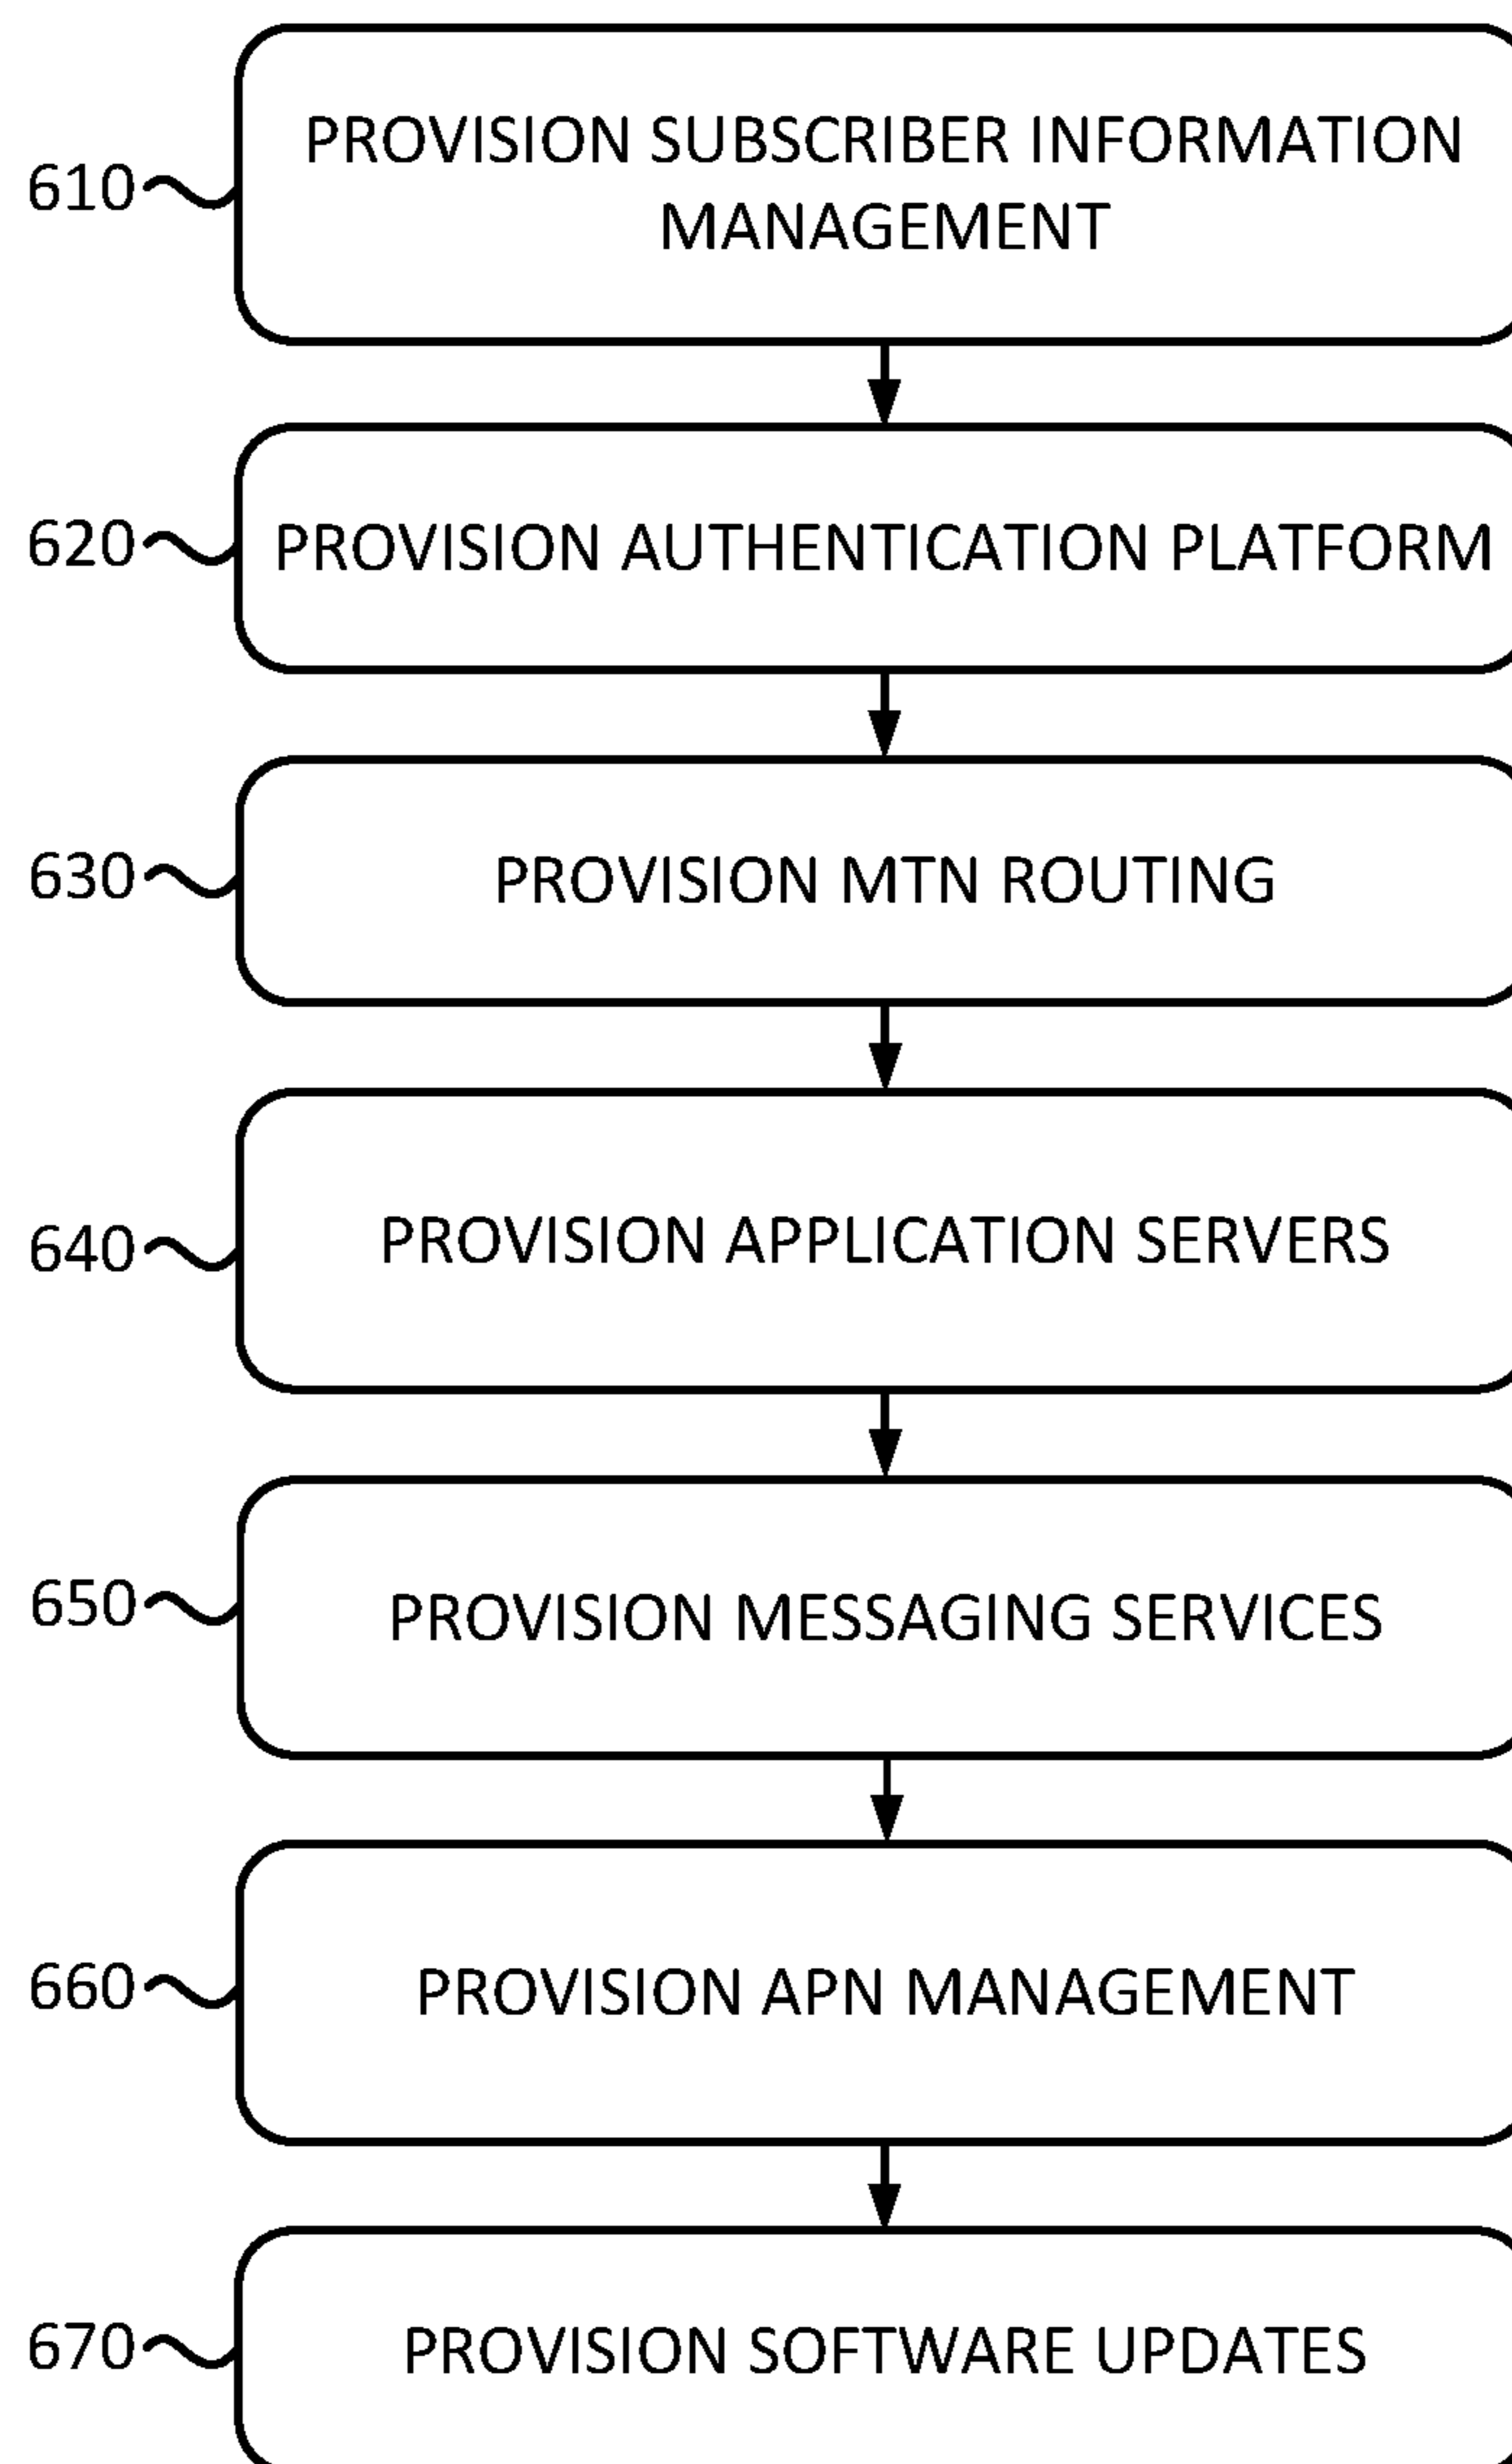 610
PROVISION SUBSCRIBER INFORMATION
MANAGEMENT
620
PROVISION AUTHENTICATION PLATFORM
630
PROVISION MTN ROUTING
640
PROVISION APPLICATION SERVERS
650
PROVISION MESSAGING SERVICES
660
PROVISION APN MANAGEMENT
670
PROVISION SOFTWARE UPDATES